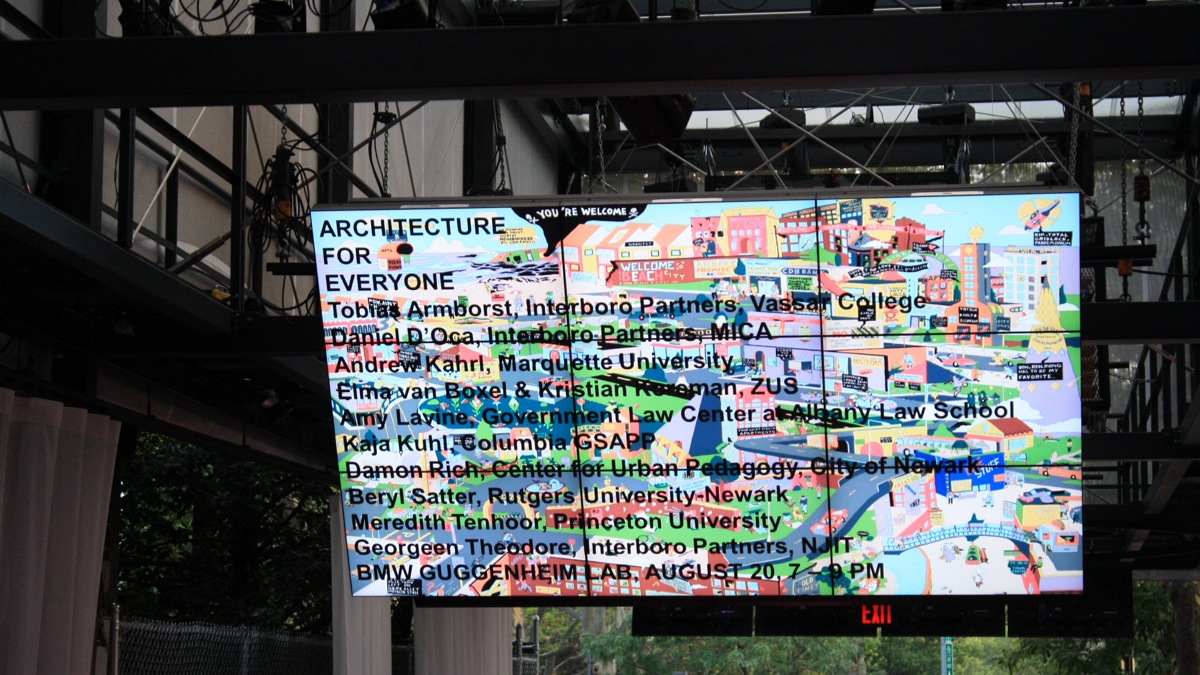 ARCHITECTURE
FOR
EVERYONE
Tobias Armborst, Interboro Partners, Vassar College
Daniel D'Oca, Interboro Partners, MICA
Andrew Kahrl, Marquette University
Elma van Boxel & Kristian Koreman, ZUS
Amy Lavine, Government Law Center at Albany Law School
Kaja Kuhl, Columbia GSAPP
Damon Rich, Center for Urban Pedagogy, City of Newark
Beryl Satter, Rutgers University-Newark
Meredith Tenhoor, Princeton University
Georgeen Theodore, Interboro Partners, NJIT
BMW GUGGENHEIM LAB, AUGUST 20, 7 – 9 PM
YOU'RE WELCOME
WELCOME TO
BEACH CITY
EXIT